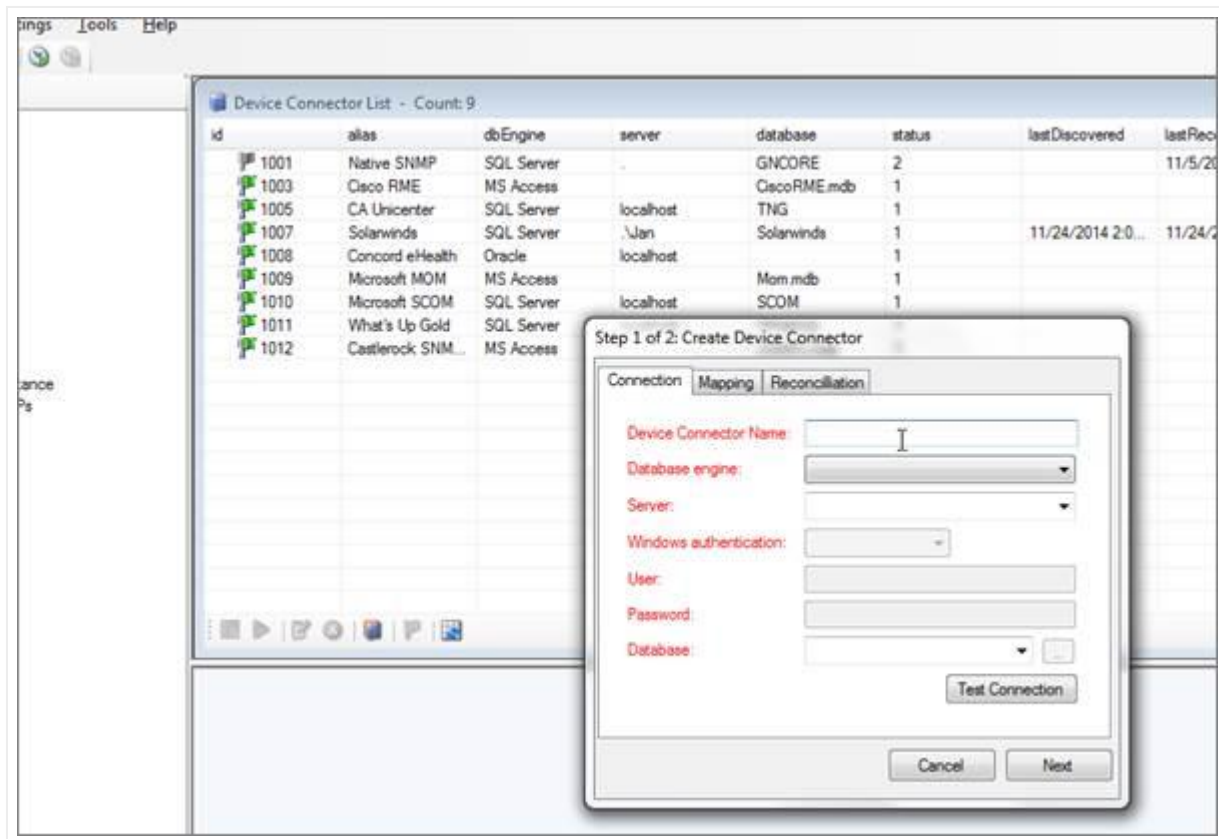 ings Tools Help
Device Connector List - Count: 9
id alias dbEngine server database status lastDiscovered lastReco
1001 Native SNMP SQL Server . GNCORE 2 11/5/20
1003 Cisco RME MS Access CiscoRME.mdb 1
1005 CA Unicenter SQL Server localhost TNG 1
1007 Solarwinds SQL Server .\Jan Solarwinds 1 11/24/2014 2:0... 11/24/2
1008 Concord eHealth Oracle localhost 1
1009 Microsoft MOM MS Access Mom.mdb 1
1010 Microsoft SCOM SQL Server localhost SCOM 1
1011 What's Up Gold SQL Server
1012 Castlerock SNM... MS Access
ance
Ps
Step 1 of 2: Create Device Connector
Connection Mapping Reconcilliation
Device Connector Name:
Database engine:
Server:
Windows authentication:
User:
Password:
Database: ...
Test Connection
Cancel Next